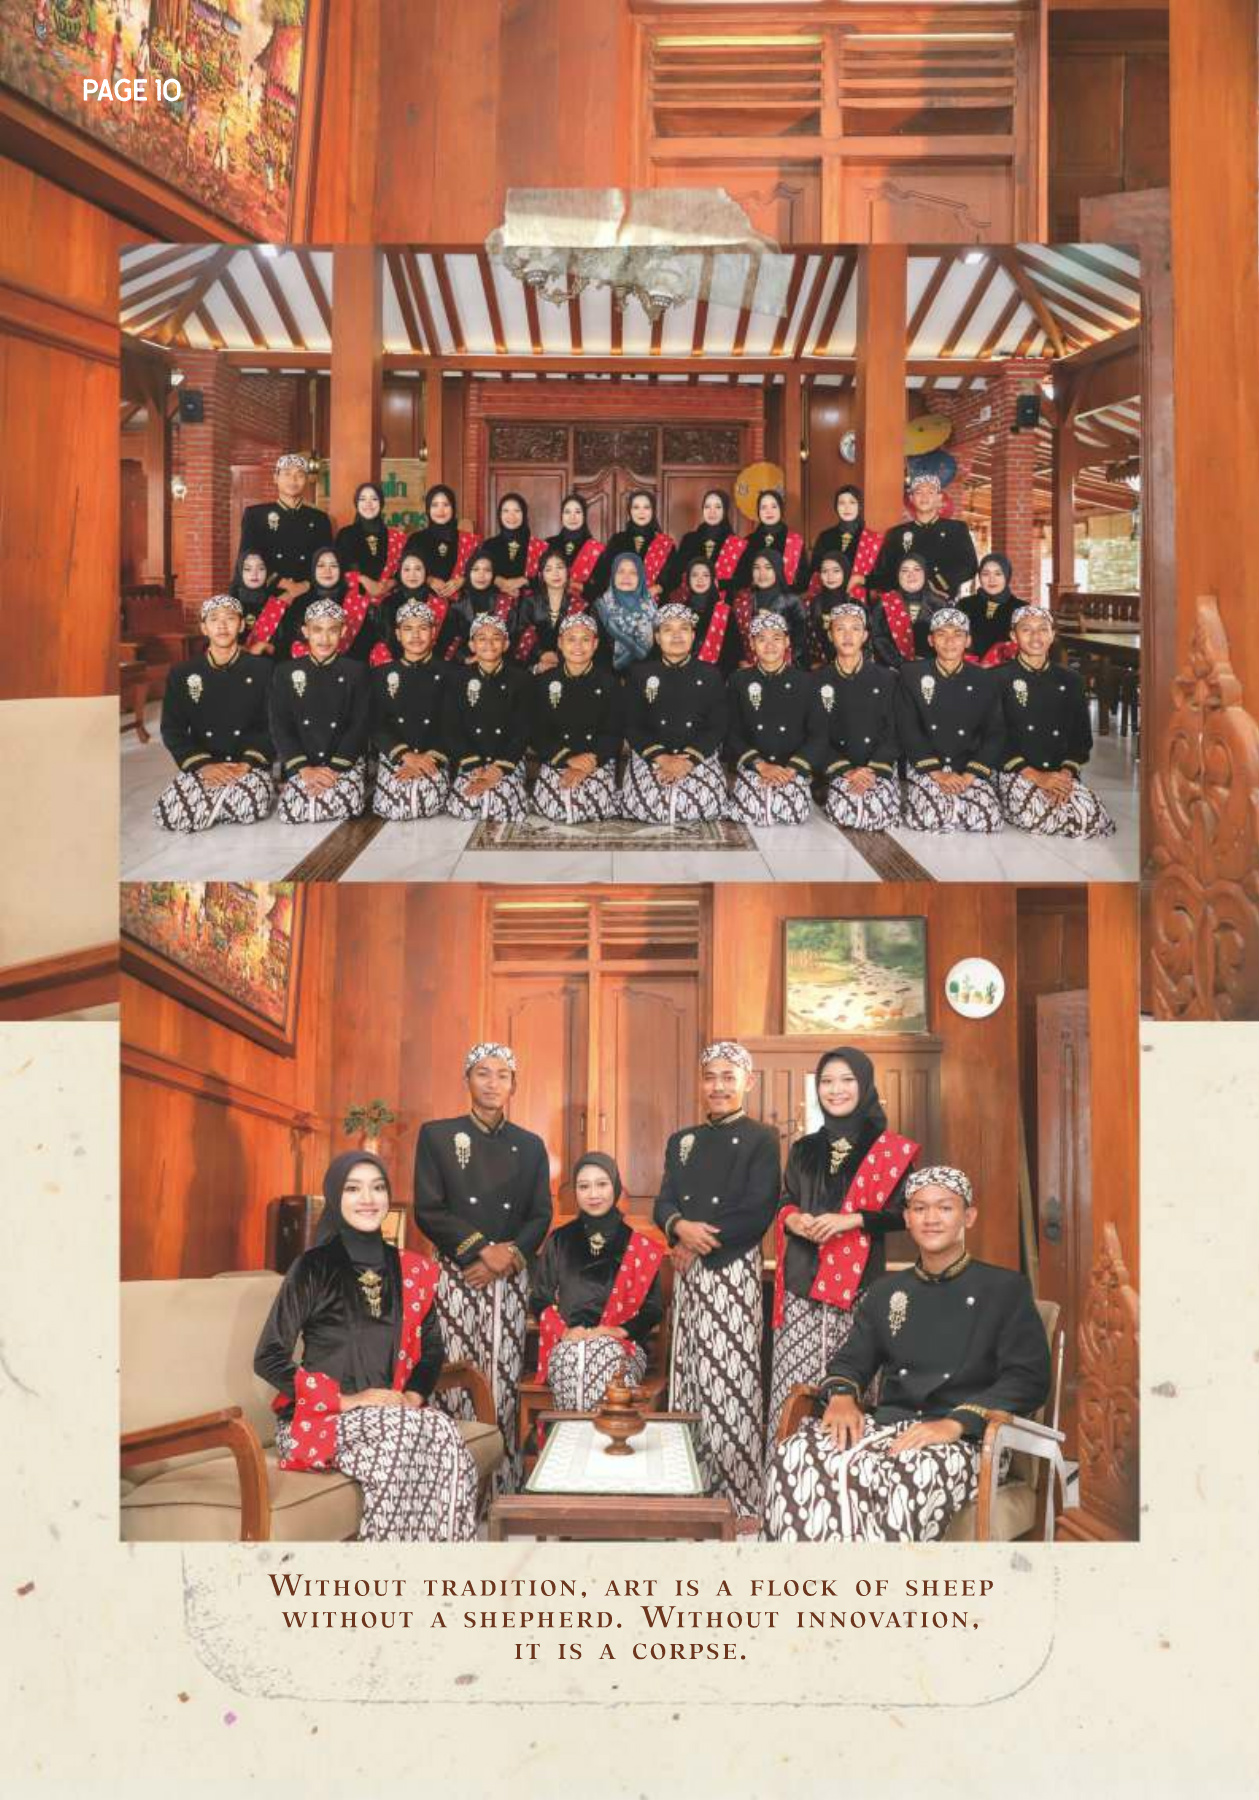 PAGE 10
WITHOUT TRADITION, ART IS A FLOCK OF SHEEP
WITHOUT A SHEPHERD. WITHOUT INNOVATION,
IT IS A CORPSE.